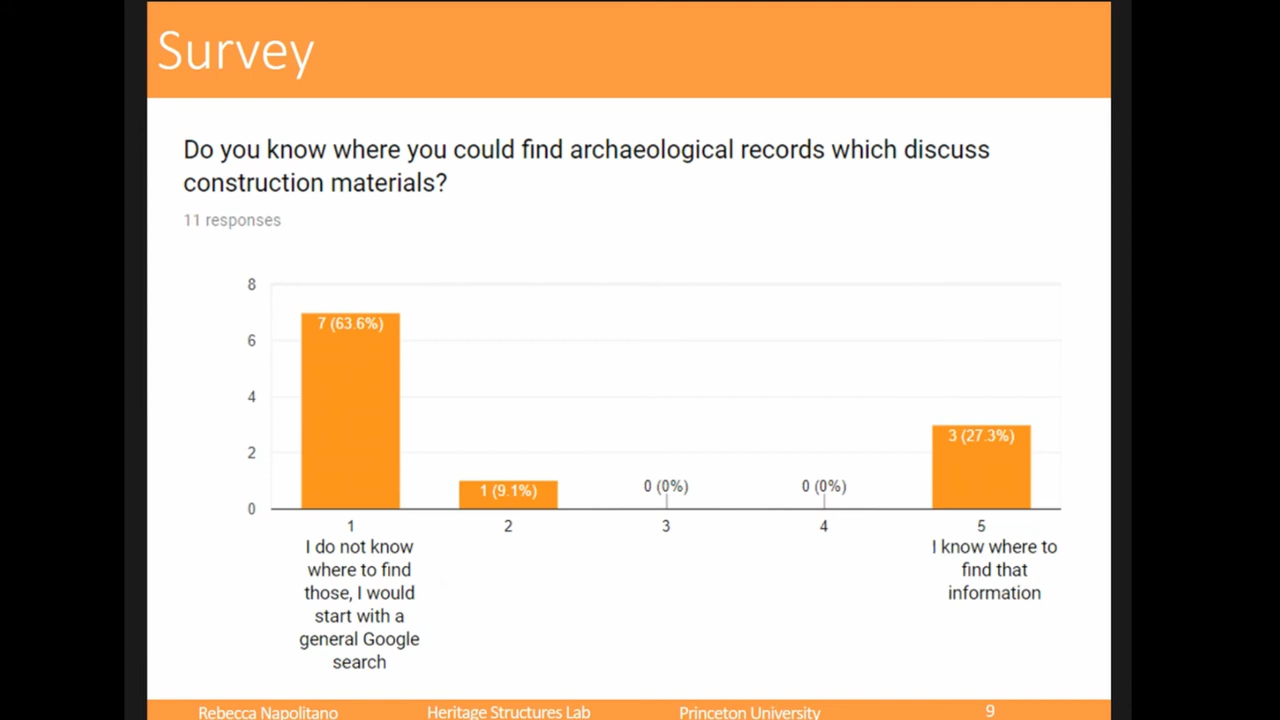 Survey
Do you know where you could find archaeological records which discuss
construction materials?
11 responses
8
6
4
2
0
7 (63.6%)
1 (9.1%)
0 (0%)
0 (0%)
3 (27.3%)
1
2
3
4
5
I do not know
where to find
those, I would
start with a
general Google
search
I know where to
find that
information
Rebecca Napolitano
Heritage Structures Lab
Princeton University
9